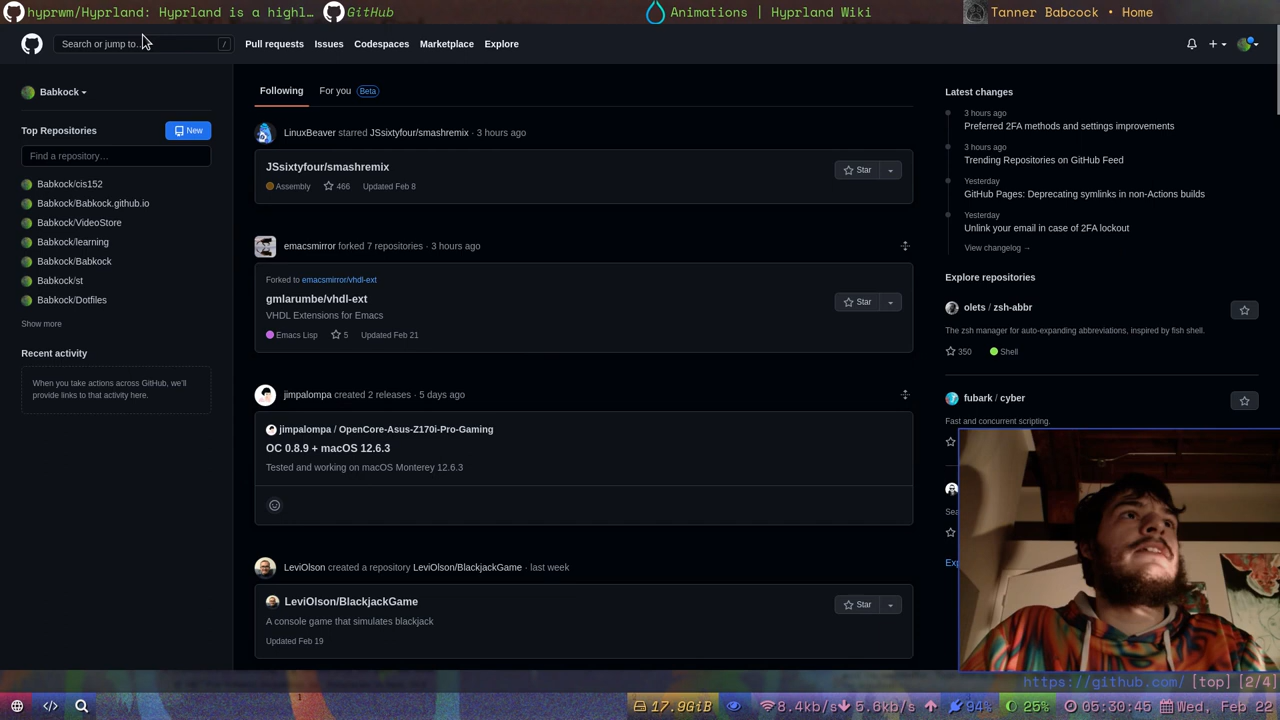 hyprwm/Hyprland: Hyprland is a highl… GitHub Animations | Hyprland Wiki Tanner Babcock • Home
Search or jump to... / Pull requests Issues Codespaces Marketplace Explore
Babkock
Top Repositories New
Find a repository…
Babkock/cis152
Babkock/Babkock.github.io
Babkock/VideoStore
Babkock/learning
Babkock/Babkock
Babkock/st
Babkock/Dotfiles
Show more
Recent activity
When you take actions across GitHub, we'll
provide links to that activity here.
Following For you Beta
LinuxBeaver starred JSsixtyfour/smashremix · 3 hours ago
JSsixtyfour/smashremix Star
Assembly 466 Updated Feb 8
emacsmirror forked 7 repositories · 3 hours ago
Forked to emacsmirror/vhdl-ext
gmlarumbe/vhdl-ext Star
VHDL Extensions for Emacs
Emacs Lisp 5 Updated Feb 21
jimpalompa created 2 releases · 5 days ago
jimpalompa / OpenCore-Asus-Z170i-Pro-Gaming
OC 0.8.9 + macOS 12.6.3
Tested and working on macOS Monterey 12.6.3
LeviOlson created a repository LeviOlson/BlackjackGame · last week
LeviOlson/BlackjackGame Star
A console game that simulates blackjack
Updated Feb 19
Latest changes
3 hours ago
Preferred 2FA methods and settings improvements
3 hours ago
Trending Repositories on GitHub Feed
Yesterday
GitHub Pages: Deprecating symlinks in non-Actions builds
Yesterday
Unlink your email in case of 2FA lockout
View changelog →
Explore repositories
olets / zsh-abbr
The zsh manager for auto-expanding abbreviations, inspired by fish shell.
350 Shell
fubark / cyber
Fast and concurrent scripting.
Sea
Exp
https://github.com/ [top] [2/4]
1
17.9GiB 8.4kb/s 5.6kb/s 94% 25% 05:30:45 Wed, Feb 22